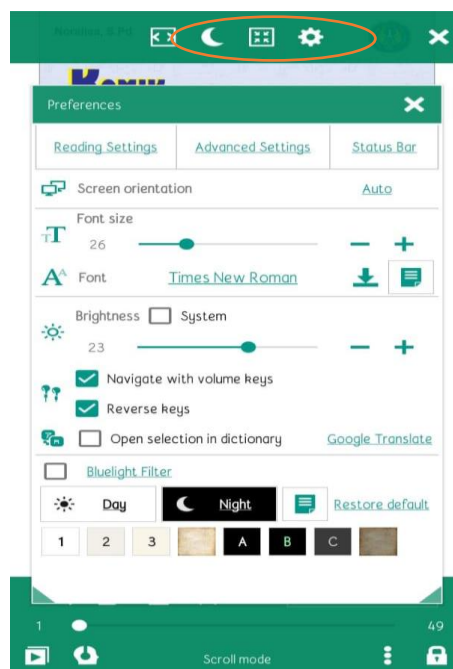 Preferences
Reading Settings Advanced Settings Status Bar
Screen orientation Auto
Font size
26
Font Times New Roman
Brightness System
23
Navigate with volume keys
Reverse keys
Open selection in dictionary Google Translate
Bluelight Filter
Day Night Restore default
1 2 3 A B C
1 49
Scroll mode